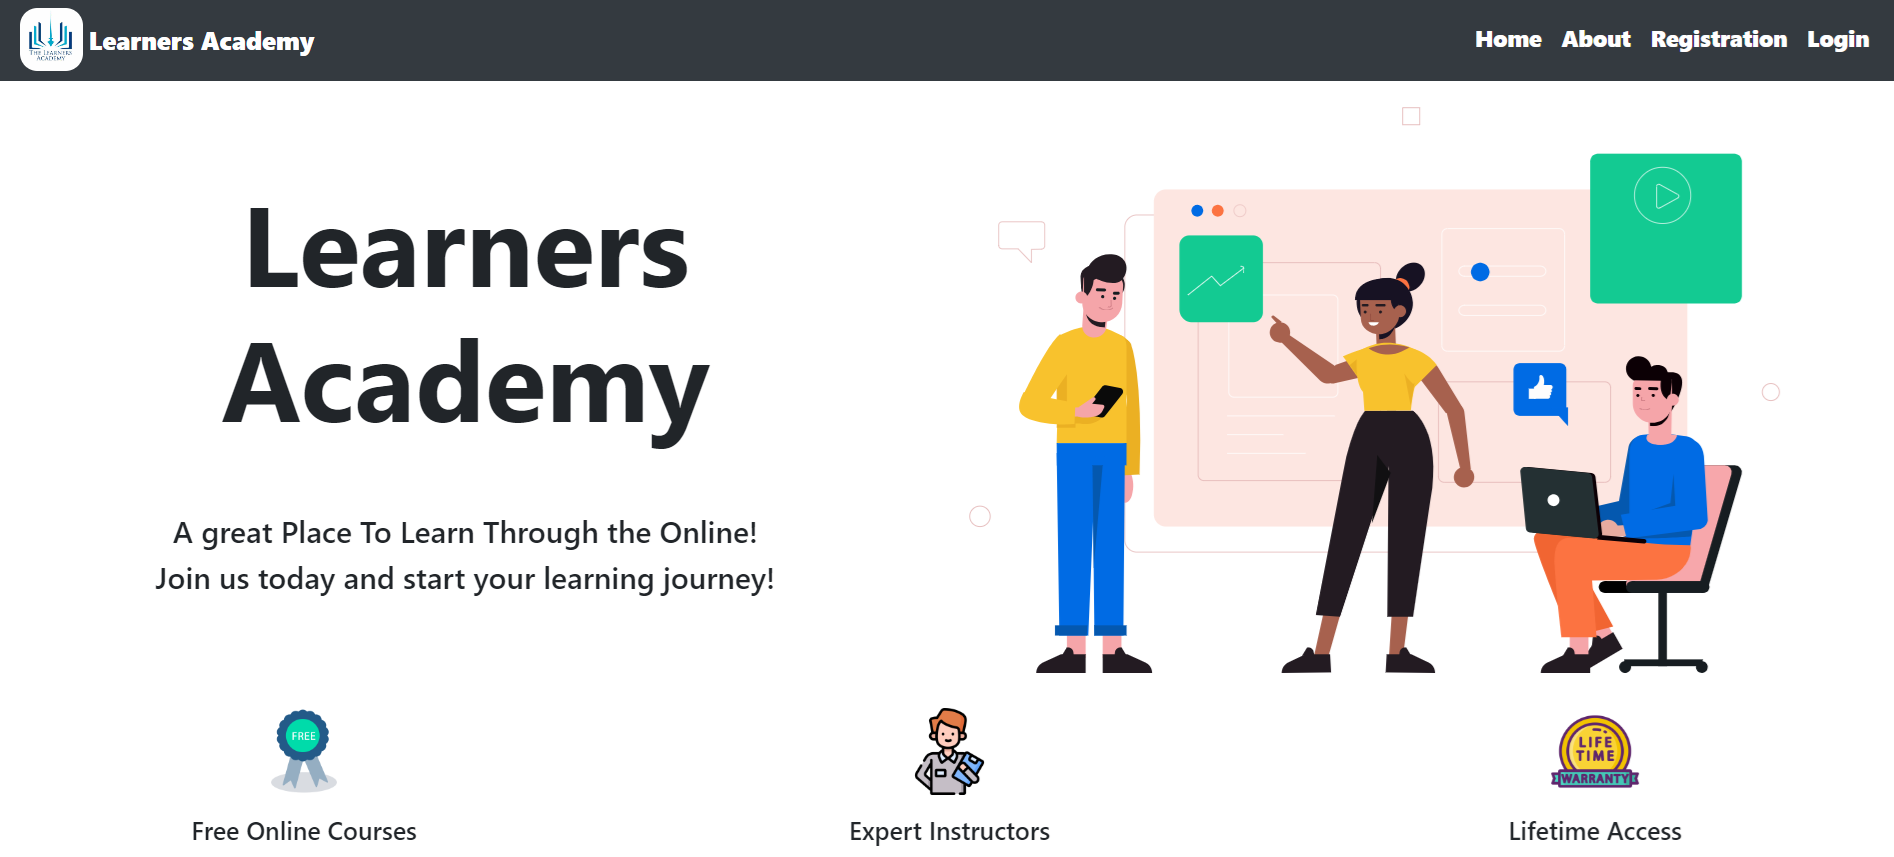 THE LEARNERS
ACADEMY
Learners Academy
Home About Registration Login
Learners
Academy
A great Place To Learn Through the Online!
Join us today and start your learning journey!
FREE
LIFE
TIME
WARRANTY
Free Online Courses
Expert Instructors
Lifetime Access